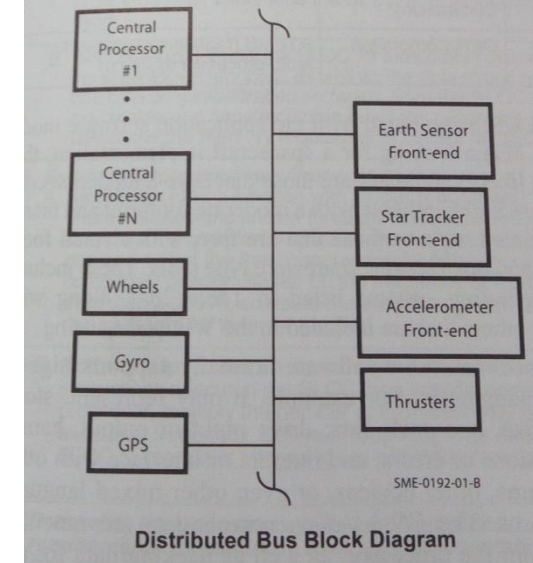 Central
Processor
#1
Central
Processor
#N
Wheels
Gyro
GPS
Earth Sensor
Front-end
Star Tracker
Front-end
Accelerometer
Front-end
Thrusters
SME-0192-01-B
Distributed Bus Block Diagram